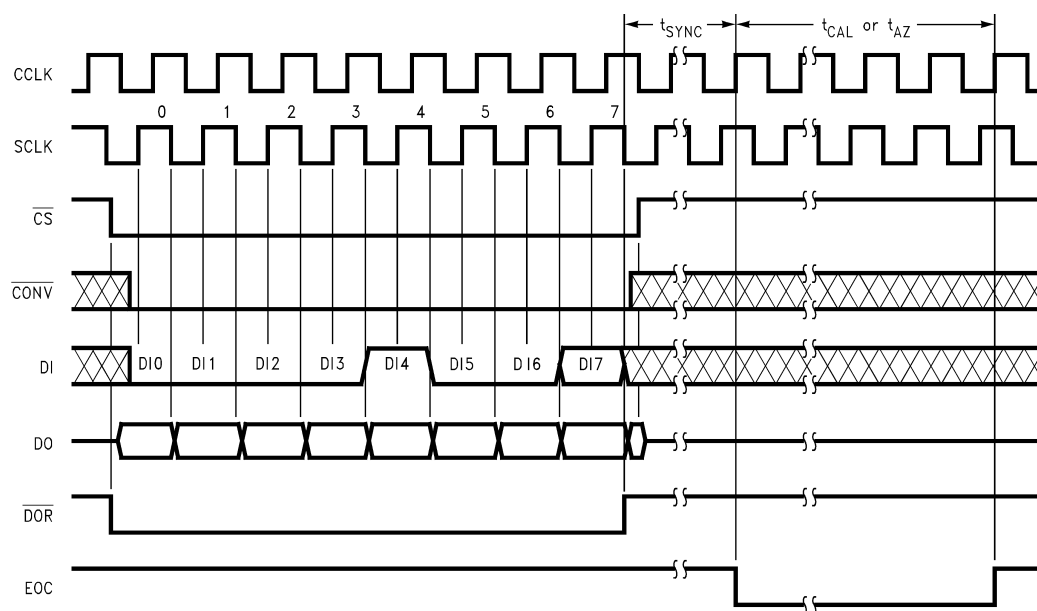 tSYNC
tCAL or tAZ
CCLK
0 1 2 3 4 5 6 7
SCLK
CS
CONV
DI DI0 DI1 DI2 DI3 DI4 DI5 DI6 DI7
DO
DOR
EOC